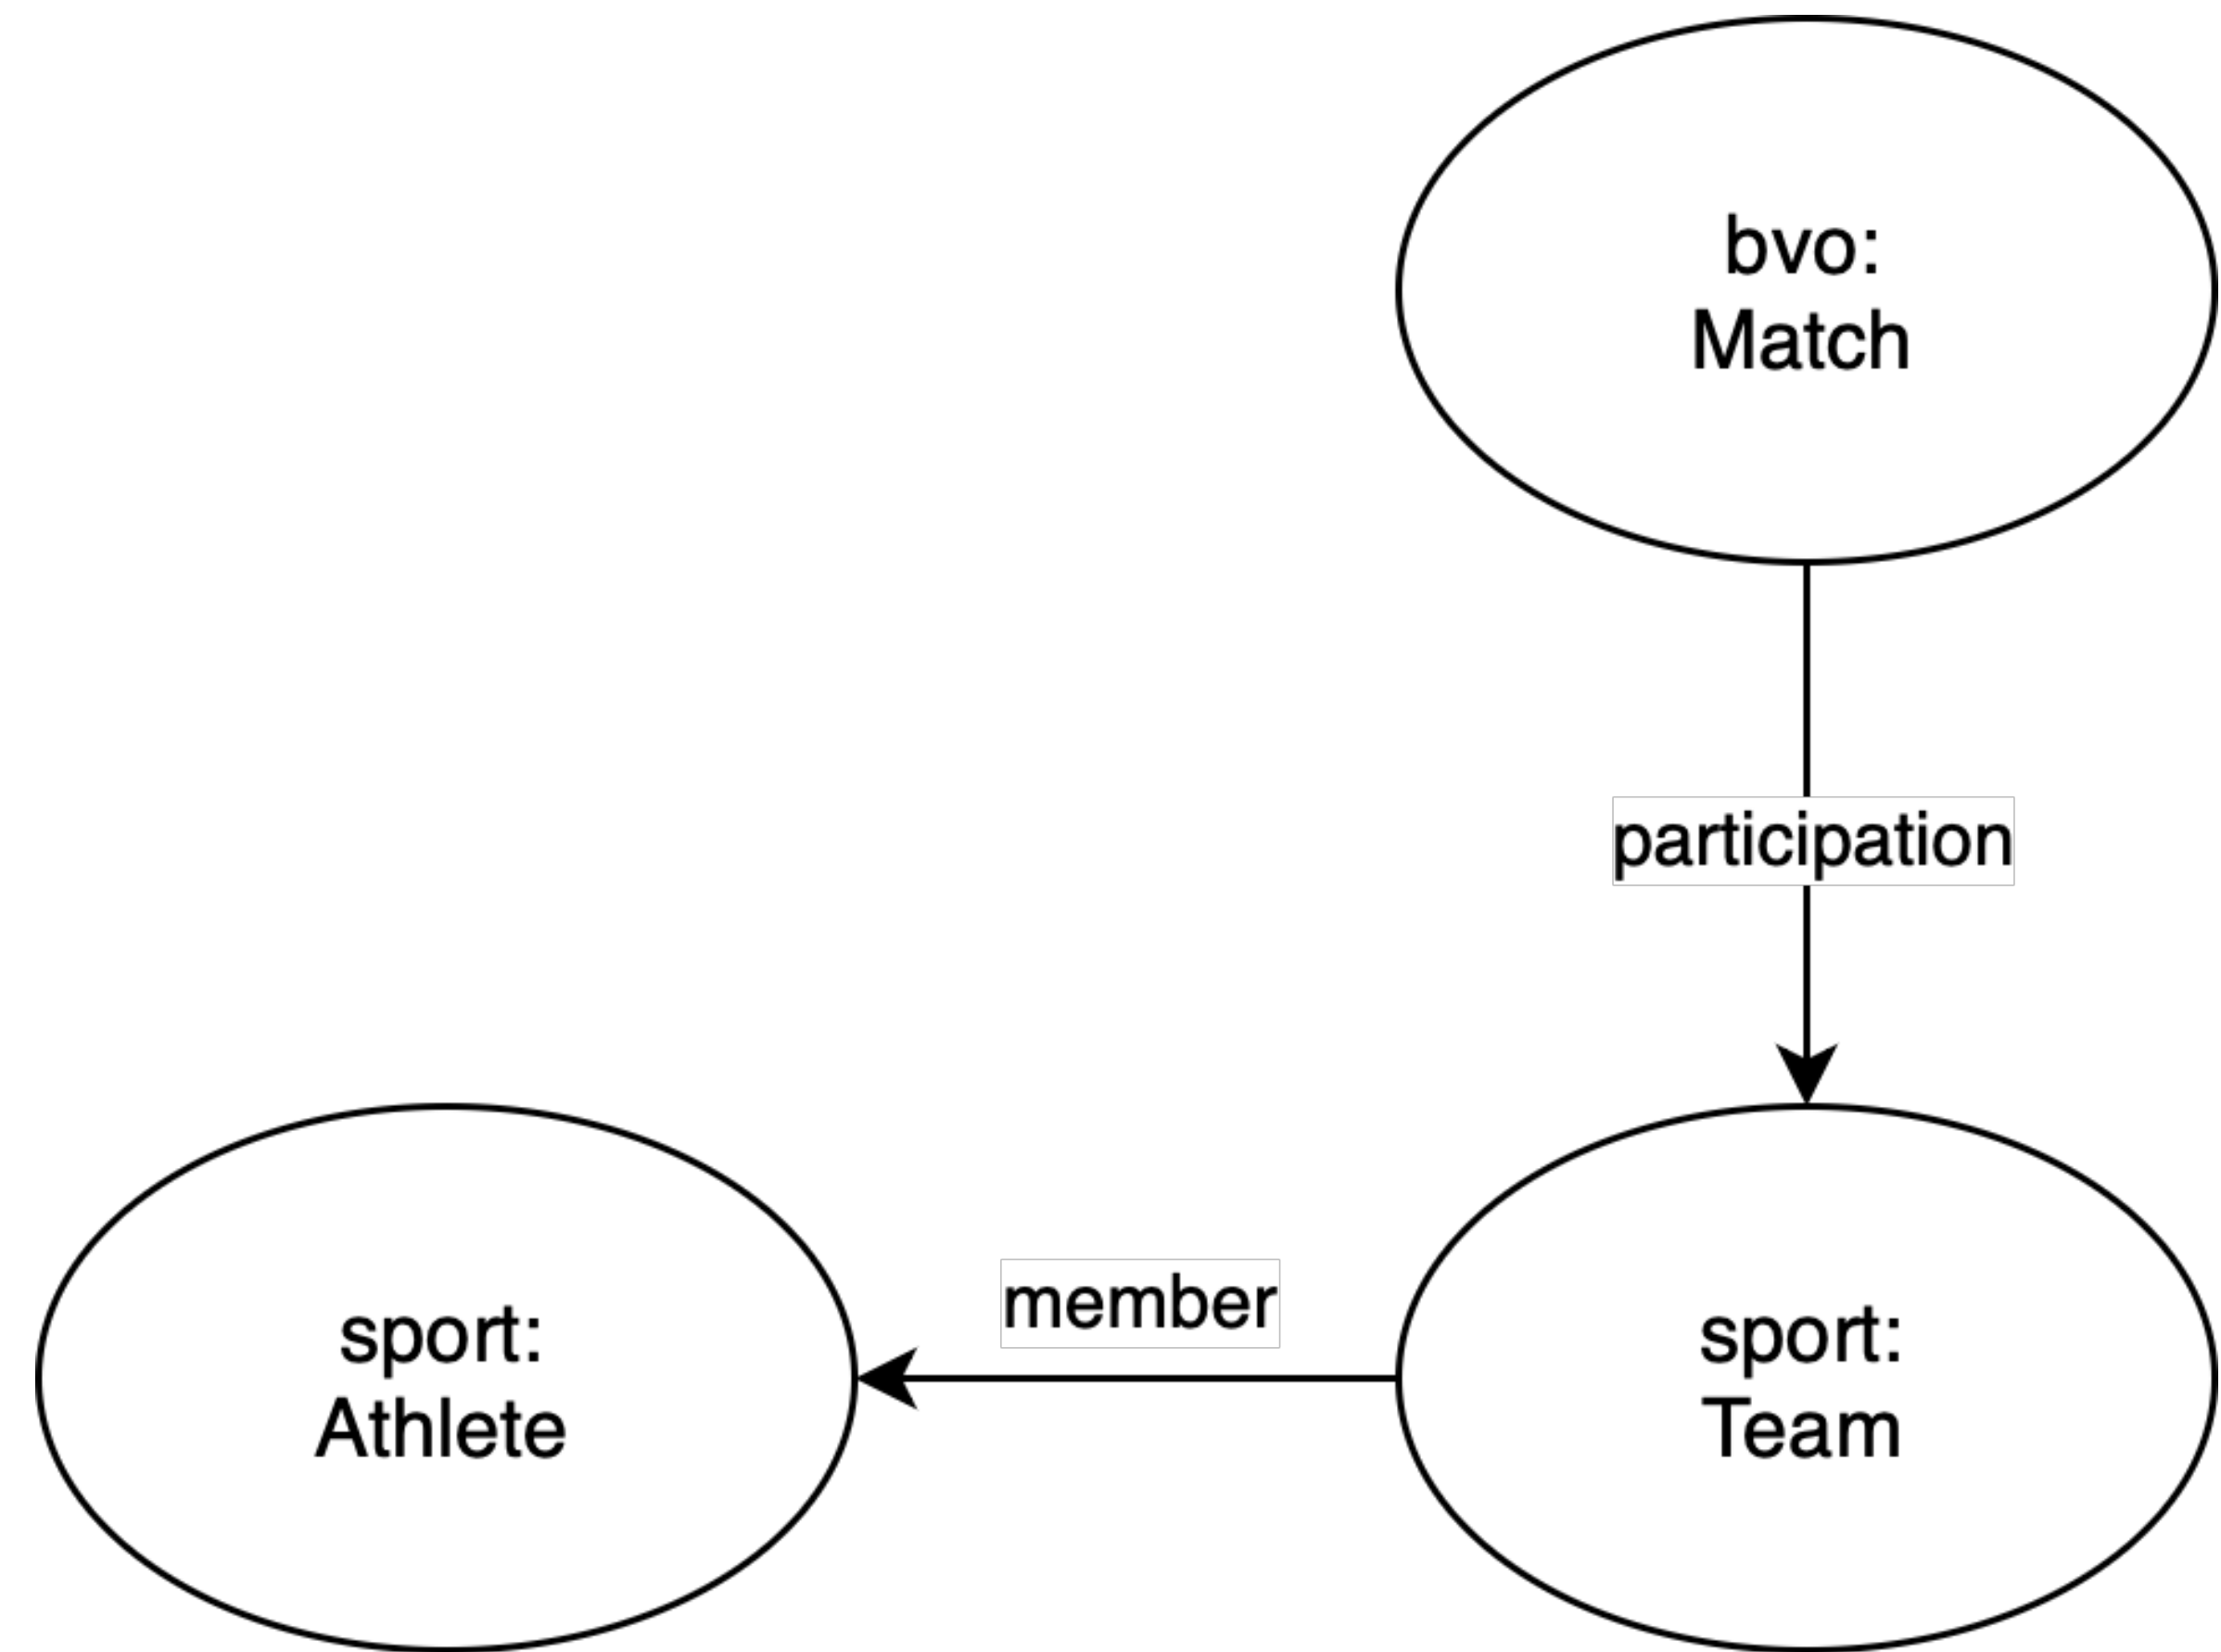 bvo:
Match
participation
member
sport:
Athlete
sport:
Team